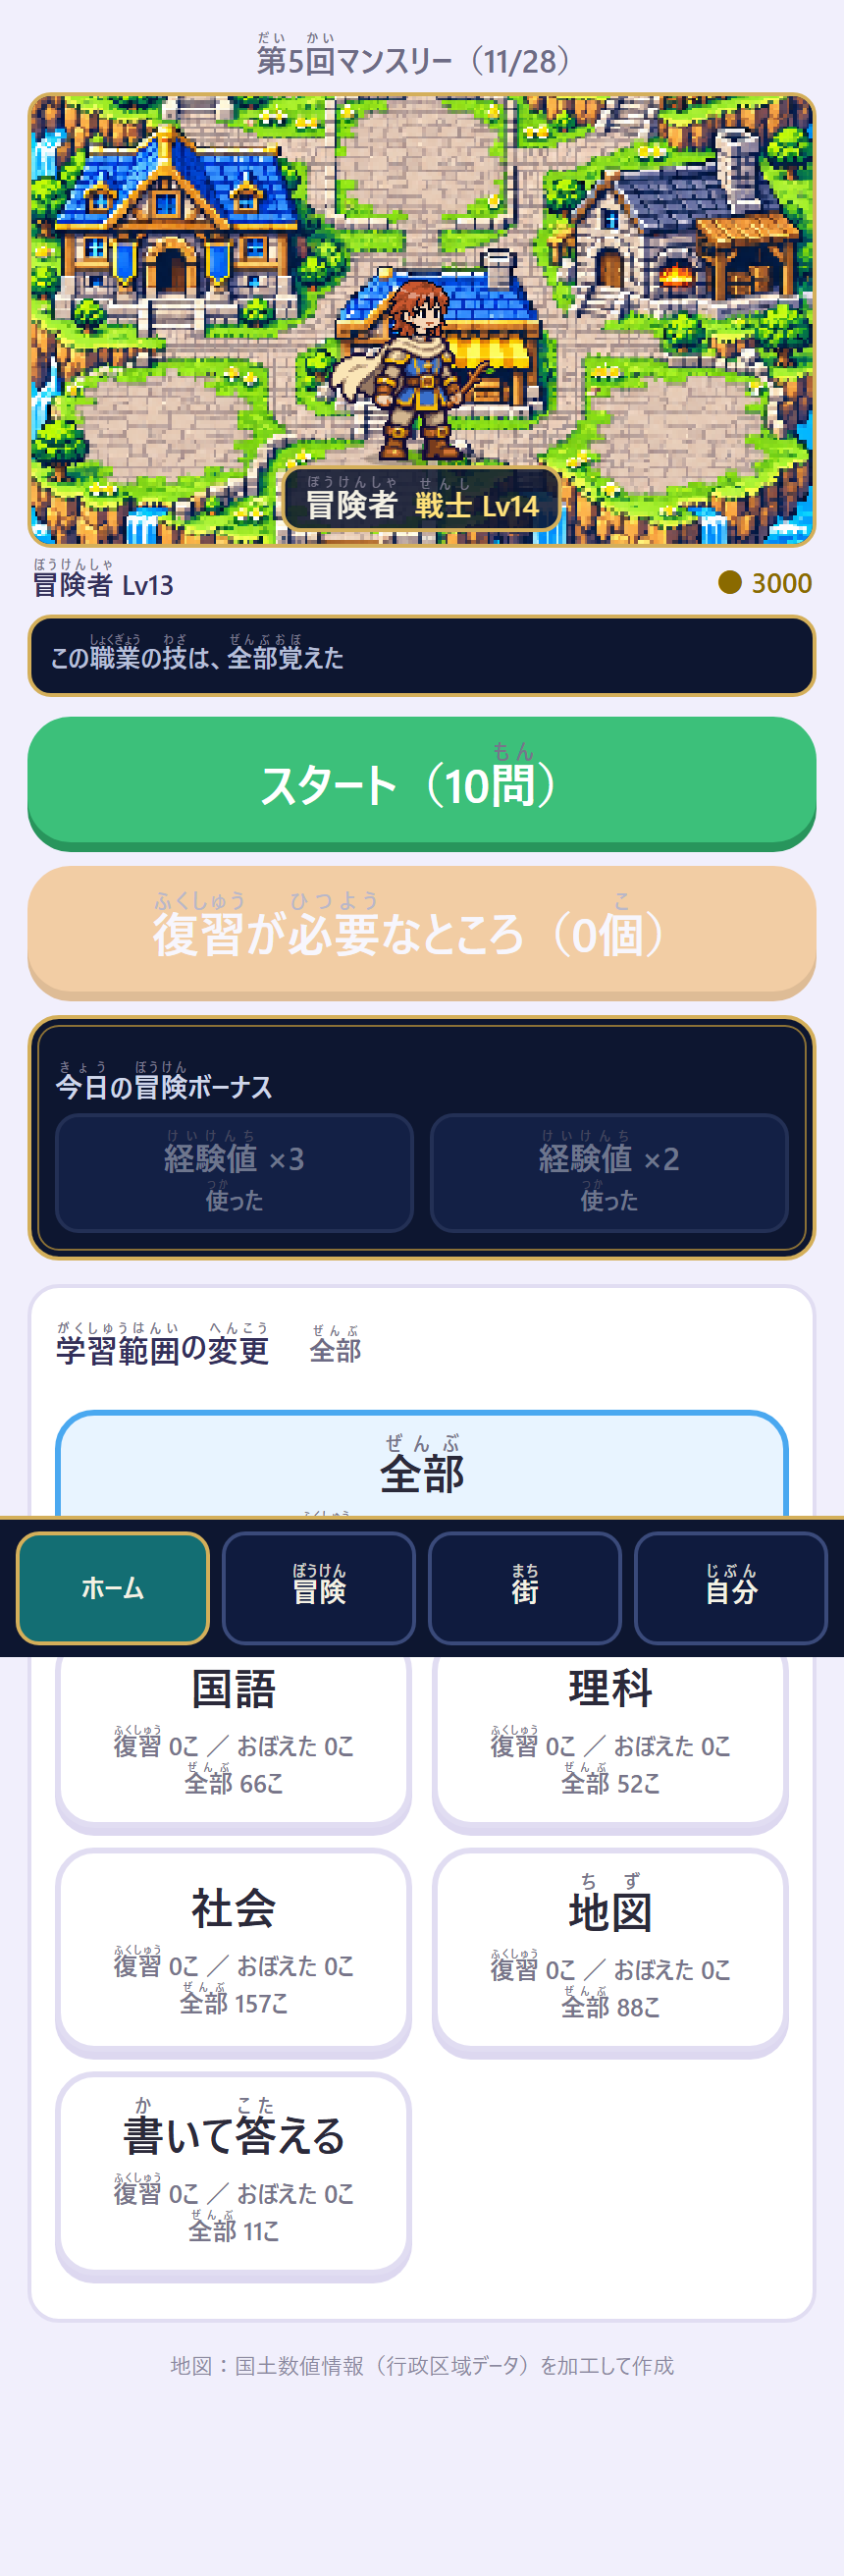 第5回マンスリー（11/28）
冒険者 戦士 Lv14
冒険者 Lv13
3000
この職業の技は、全部覚えた
スタート（10問）
復習が必要なところ（0個）
今日の冒険ボーナス
経験値 ×3
使った
経験値 ×2
使った
学習範囲の変更 全部
全部
ホーム
冒険
街
自分
国語
復習 0こ ／ おぼえた 0こ
全部 66こ
理科
復習 0こ ／ おぼえた 0こ
全部 52こ
社会
復習 0こ ／ おぼえた 0こ
全部 157こ
地図
復習 0こ ／ おぼえた 0こ
全部 88こ
書いて答える
復習 0こ ／ おぼえた 0こ
全部 11こ
地図：国土数値情報（行政区域データ）を加工して作成